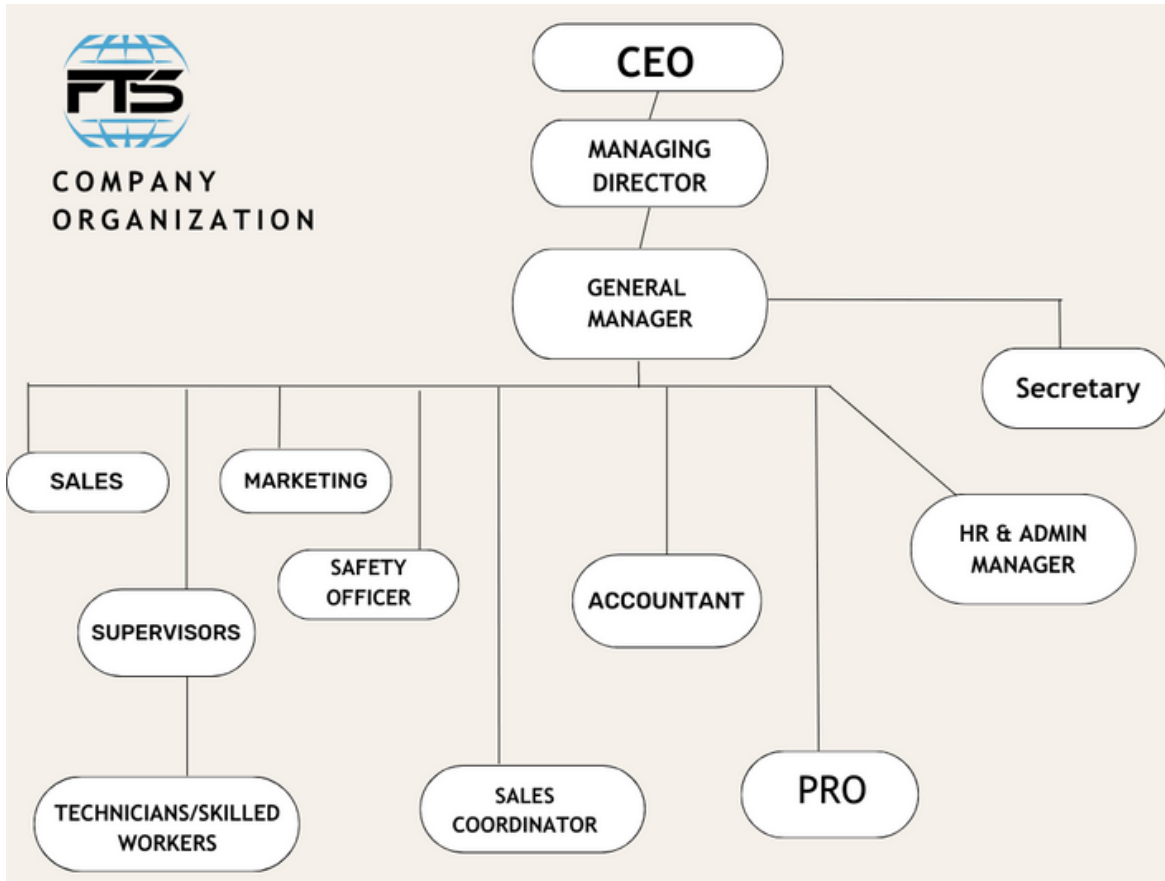 FTS
COMPANY
ORGANIZATION
CEO
MANAGING
DIRECTOR
GENERAL
MANAGER
Secretary
SALES
MARKETING
HR & ADMIN
MANAGER
SAFETY
OFFICER
ACCOUNTANT
SUPERVISORS
TECHNICIANS/SKILLED
WORKERS
SALES
COORDINATOR
PRO